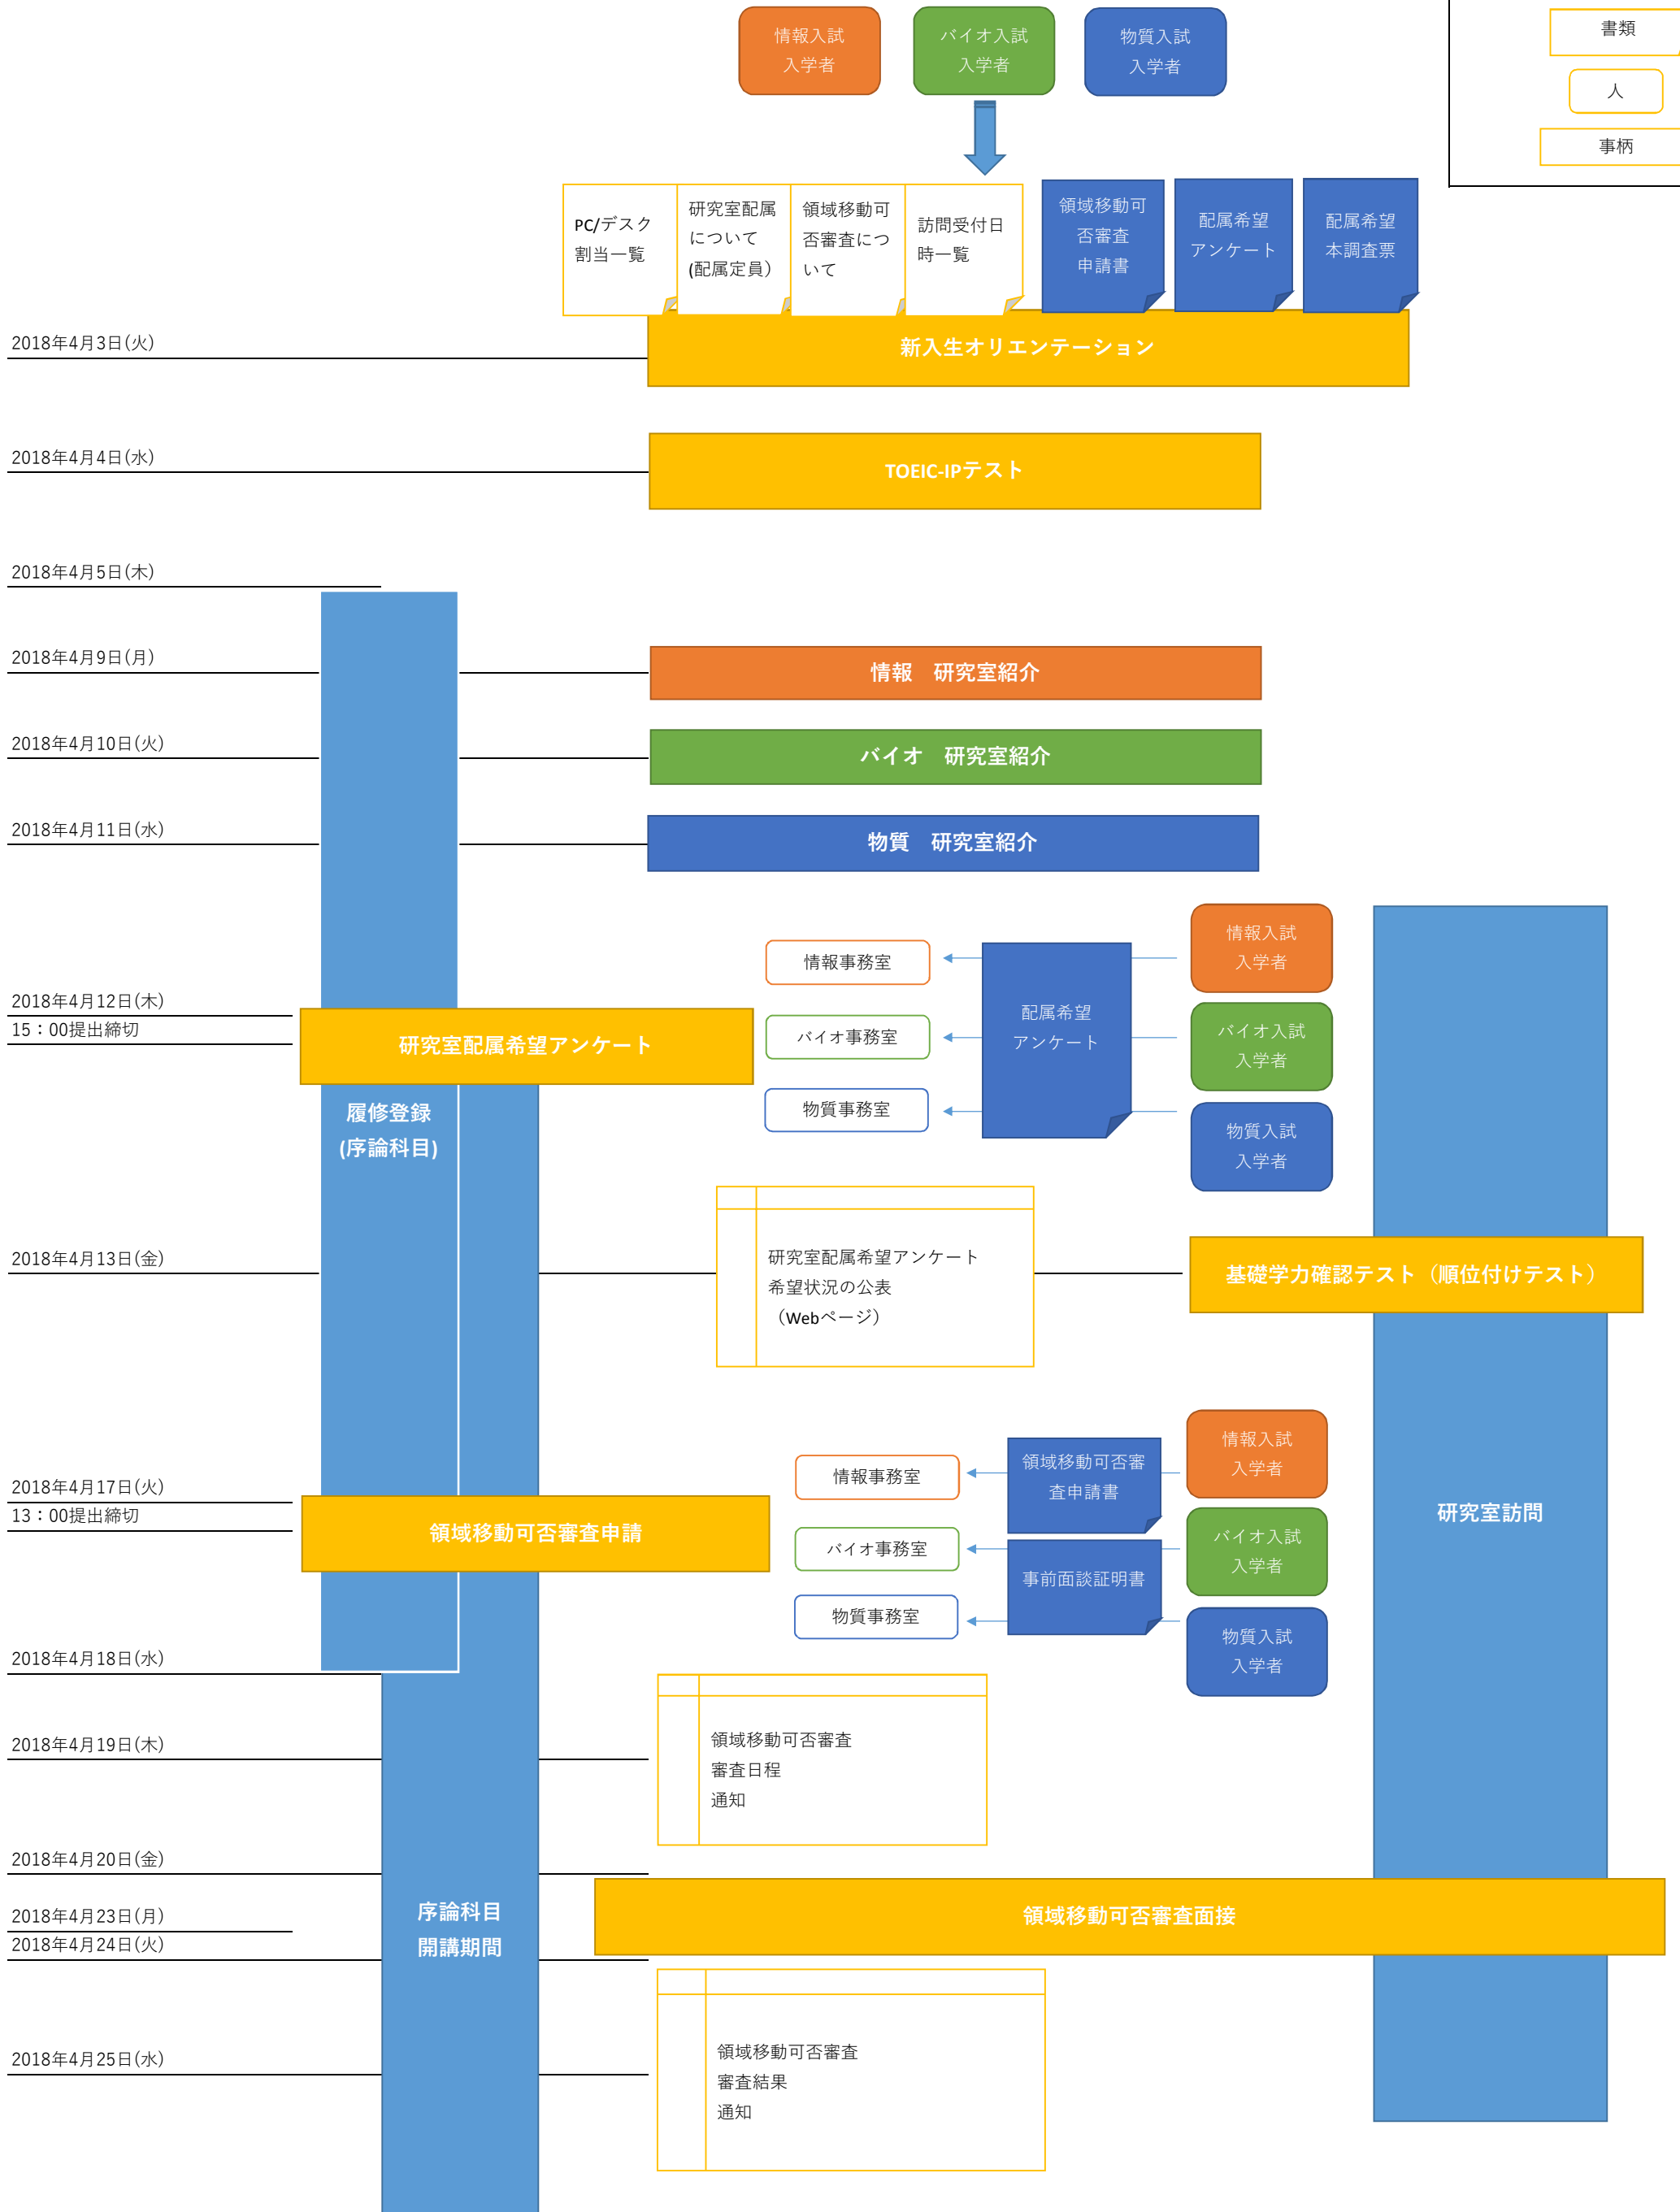 情報入試
入学者
バイオ入試
入学者
物質入試
入学者
書類
人
事柄
PC/デスク
割当一覧
研究室配属
について
(配属定員）
領域移動可
否審査につ
いて
訪問受付日
時一覧
領域移動可
否審査
申請書
配属希望
アンケート
配属希望
本調査票
2018年4月3日(火)
新入生オリエンテーション
2018年4月4日(水)
TOEIC-IPテスト
2018年4月5日(木)
2018年4月9日(月)
情報　研究室紹介
2018年4月10日(火)
バイオ　研究室紹介
2018年4月11日(水)
物質　研究室紹介
2018年4月12日(木)
15：00提出締切
研究室配属希望アンケート
情報事務室
バイオ事務室
物質事務室
配属希望
アンケート
情報入試
入学者
バイオ入試
入学者
物質入試
入学者
履修登録
(序論科目)
2018年4月13日(金)
研究室配属希望アンケート
希望状況の公表
（Webページ）
基礎学力確認テスト（順位付けテスト）
2018年4月17日(火)
13：00提出締切
領域移動可否審査申請
情報事務室
バイオ事務室
物質事務室
領域移動可否審
査申請書
事前面談証明書
情報入試
入学者
バイオ入試
入学者
物質入試
入学者
研究室訪問
2018年4月18日(水)
2018年4月19日(木)
領域移動可否審査
審査日程
通知
2018年4月20日(金)
2018年4月23日(月)
2018年4月24日(火)
領域移動可否審査面接
序論科目
開講期間
2018年4月25日(水)
領域移動可否審査
審査結果
通知